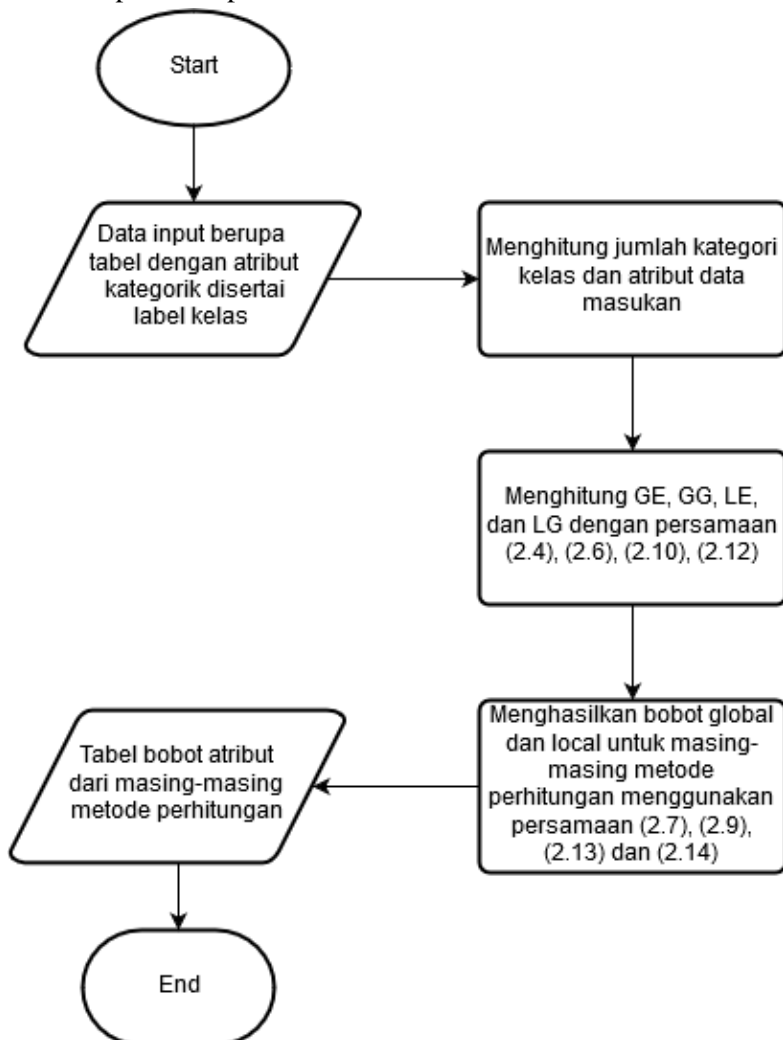 Start
Data input berupa
tabel dengan atribut
kategorik disertai
label kelas
Menghitung jumlah kategori
kelas dan atribut data
masukan
Menghitung GE, GG, LE,
dan LG dengan persamaan
(2.4), (2.6), (2.10), (2.12)
Menghasilkan bobot global
dan local untuk masing-
masing metode
perhitungan menggunakan
persamaan (2.7), (2.9),
(2.13) dan (2.14)
Tabel bobot atribut
dari masing-masing
metode perhitungan
End